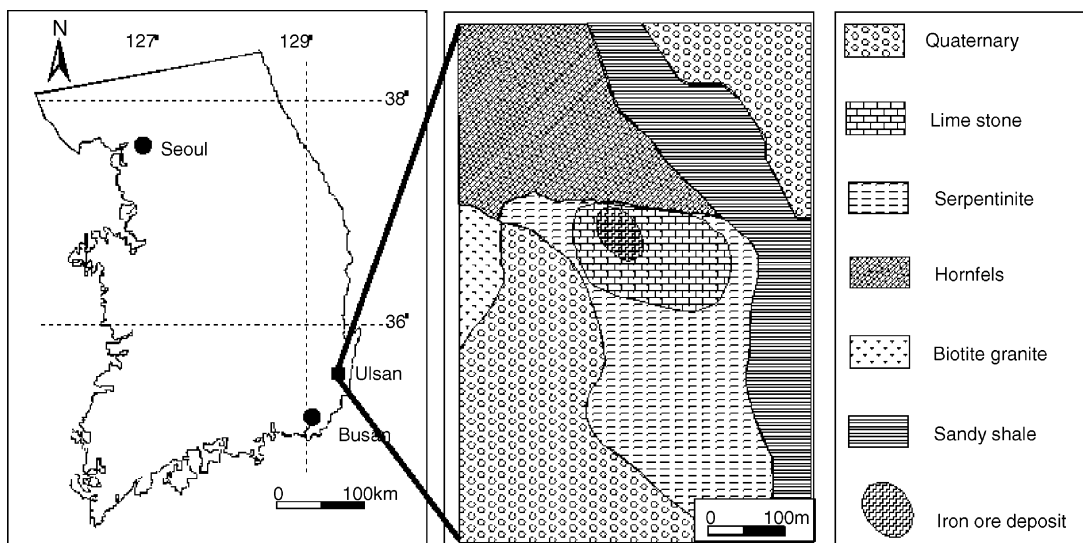 N
127°
129°
38°
Seoul
36°
Ulsan
Busan
0 100km
0 100m
Quaternary
Lime stone
Serpentinite
Hornfels
Biotite granite
Sandy shale
Iron ore deposit